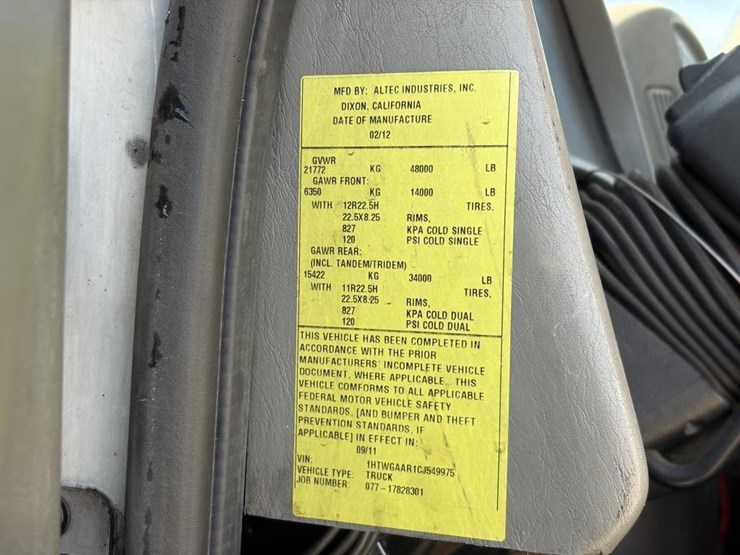 MFD BY: ALTEC INDUSTRIES, INC.
DIXON, CALIFORNIA
DATE OF MANUFACTURE
02/12
GVWR
21772 KG 48000 LB
GAWR FRONT:
6350 KG 14000 LB
WITH 12R22.5H TIRES,
22.5X8.25 RIMS,
827 KPA COLD SINGLE
120 PSI COLD SINGLE
GAWR REAR:
(INCL. TANDEM/TRIDEM)
15422 KG 34000 LB
WITH 11R22.5H TIRES,
22.5X8.25 RIMS,
827 KPA COLD DUAL
120 PSI COLD DUAL
THIS VEHICLE HAS BEEN COMPLETED IN
ACCORDANCE WITH THE PRIOR
MANUFACTURERS' INCOMPLETE VEHICLE
DOCUMENT, WHERE APPLICABLE. THIS
VEHICLE COMFORMS TO ALL APPLICABLE
FEDERAL MOTOR VEHICLE SAFETY
STANDARDS, [AND BUMPER AND THEFT
PREVENTION STANDARDS, IF
APPLICABLE] IN EFFECT IN:
09/11
VIN: 1HTWGAAR1CJ549975
VEHICLE TYPE: TRUCK
JOB NUMBER: 077-17828301